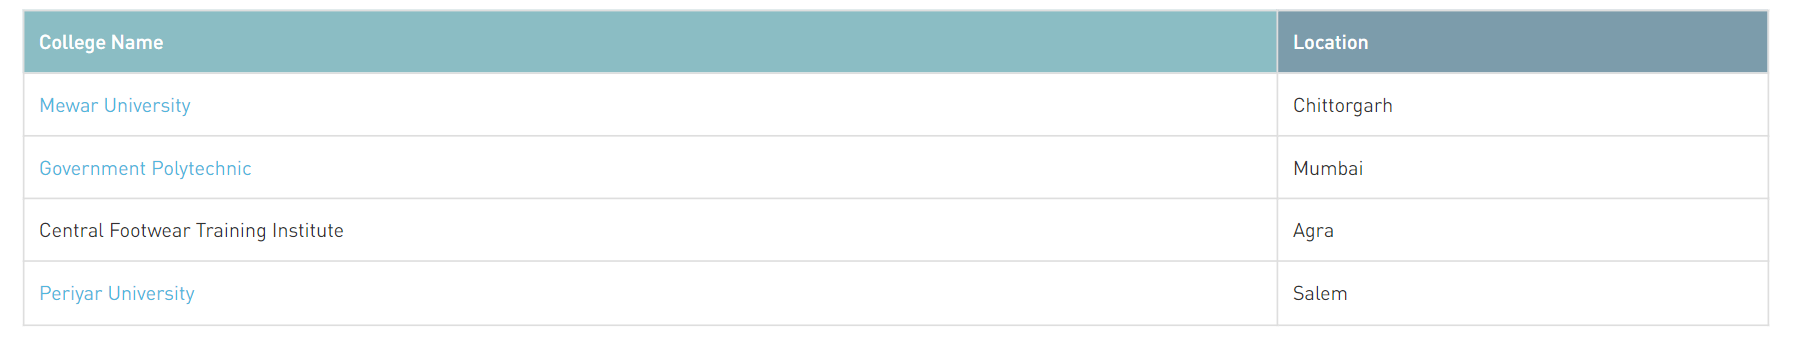 College Name Location
Mewar University Chittorgarh
Government Polytechnic Mumbai
Central Footwear Training Institute Agra
Periyar University Salem